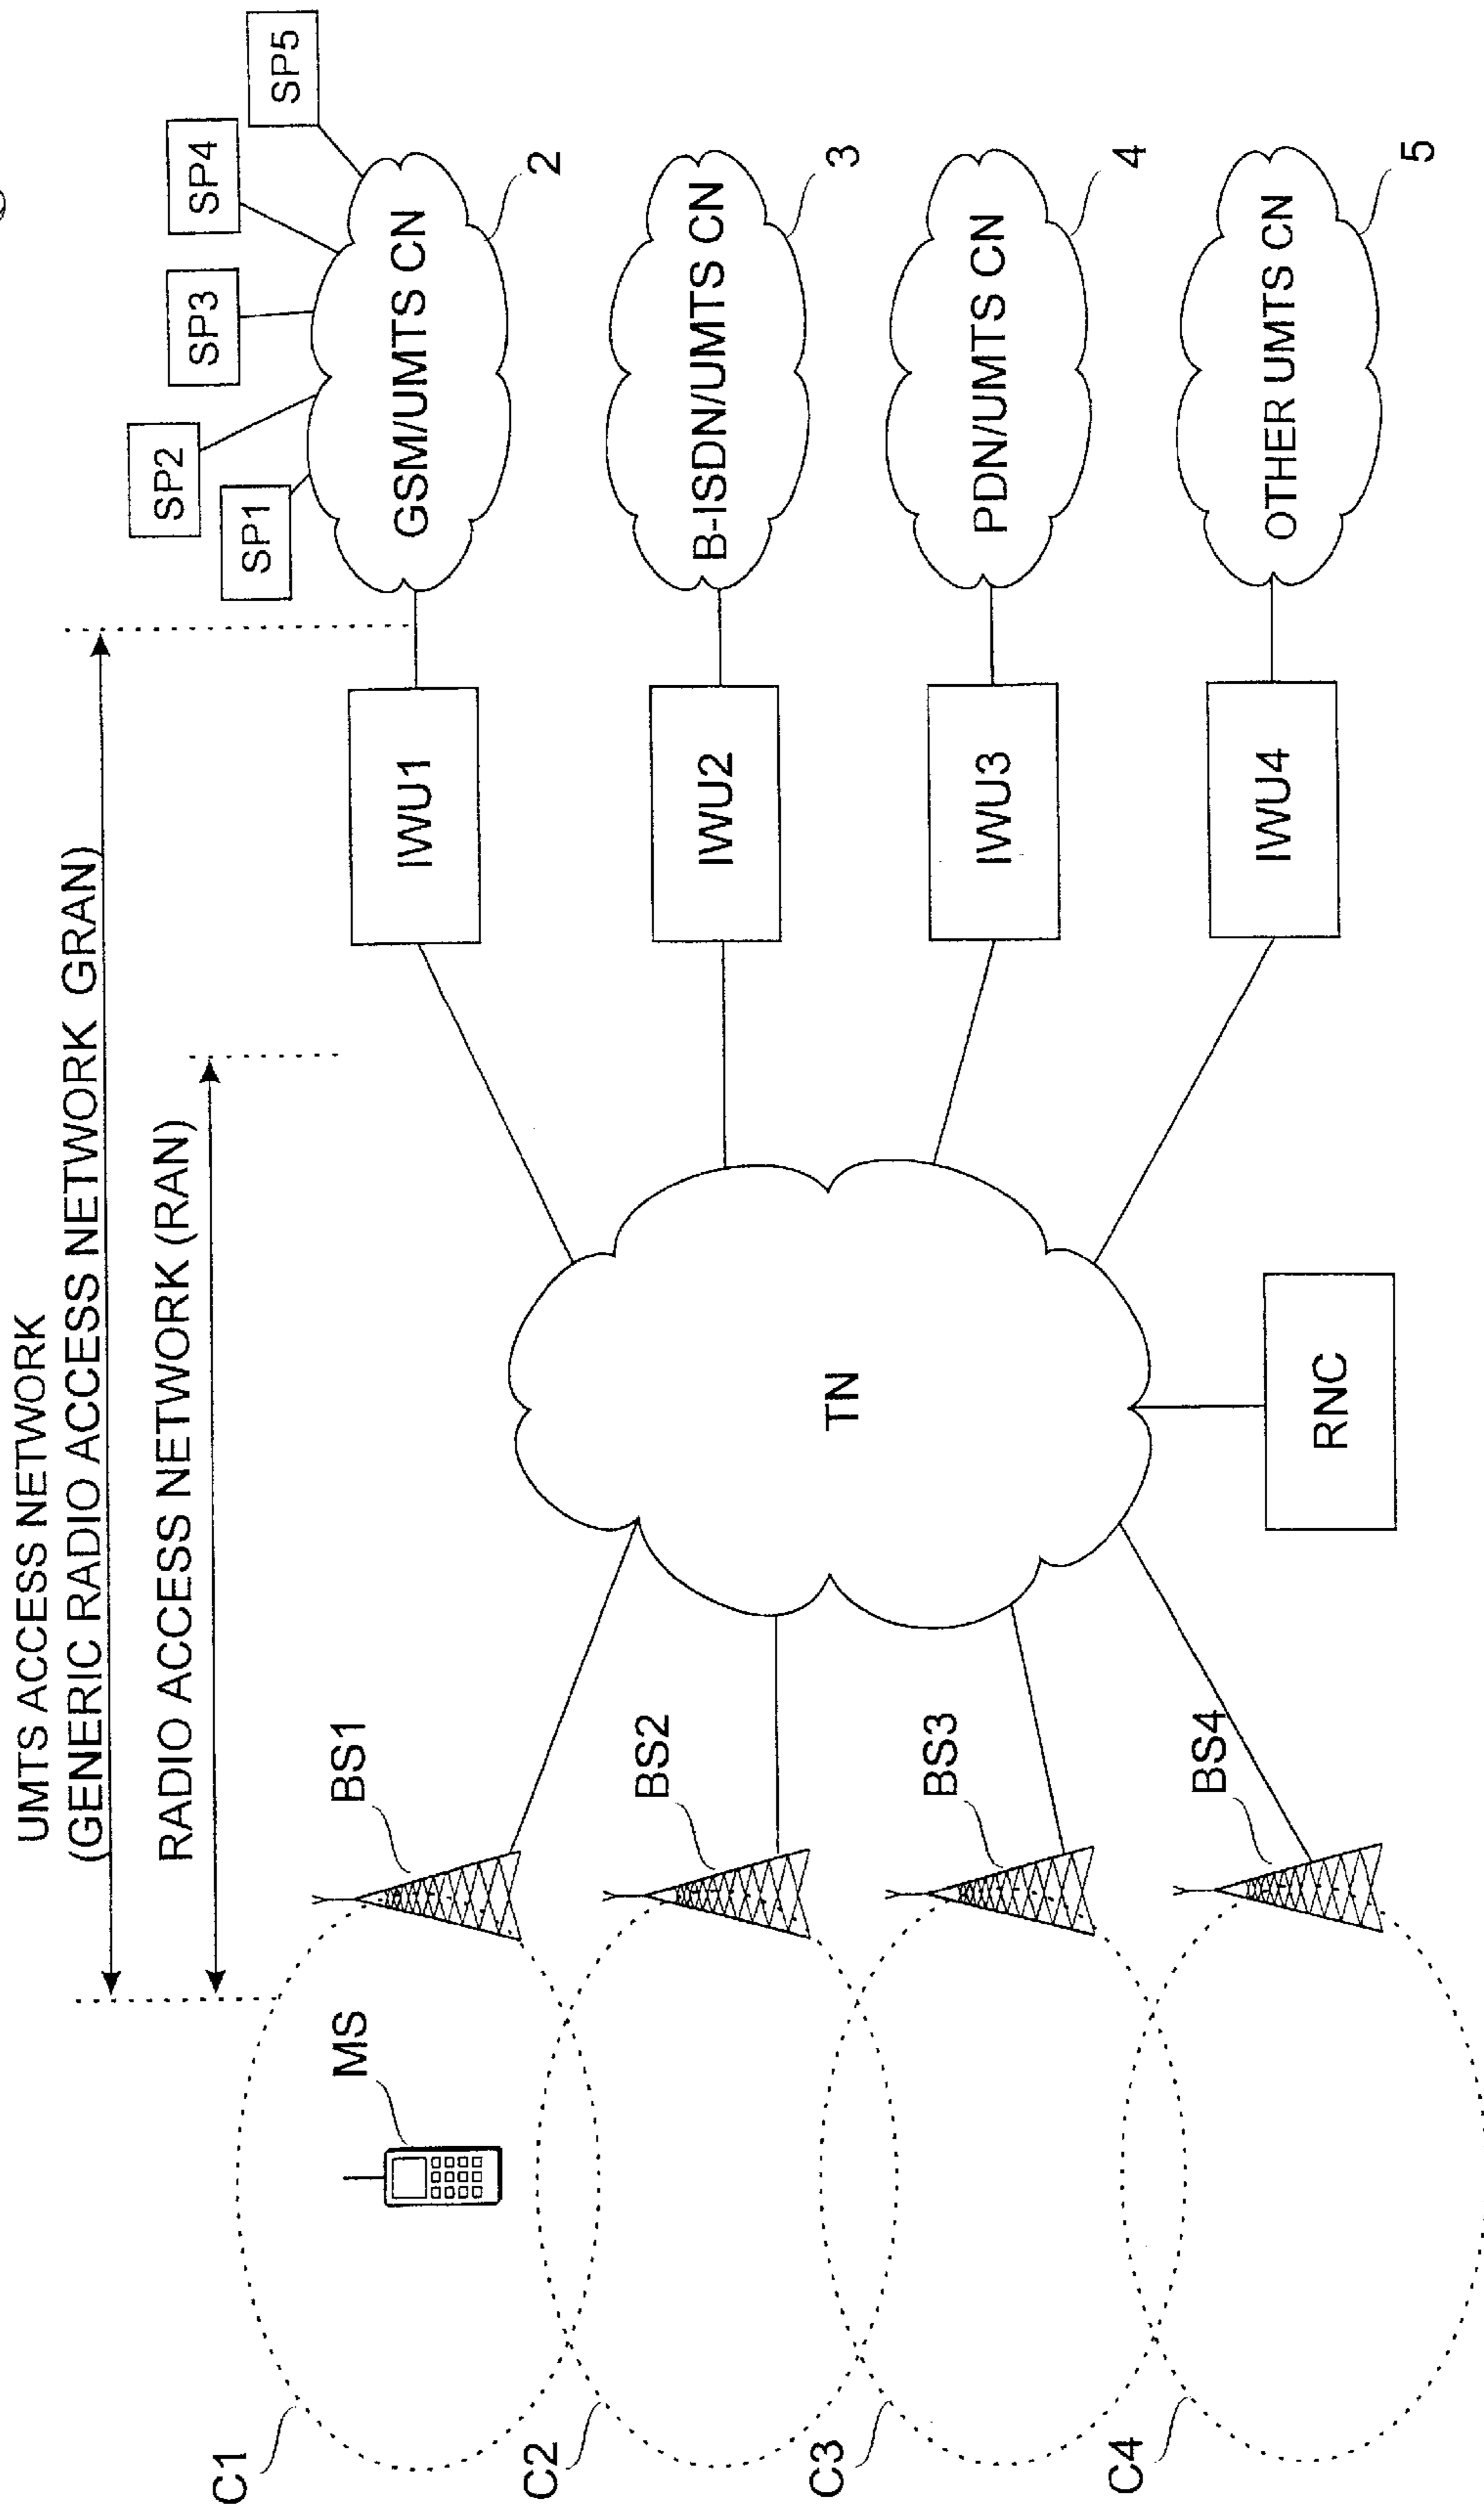 UMTS ACCESS NETWORK
(GENERIC RADIO ACCESS NETWORK GRAN)
RADIO ACCESS NETWORK (RAN)
SP1
SP2
SP3
SP4
SP5
C1
MS
BS1
IWU1
GSM/UMTS CN
2
C2
BS2
IWU2
B-ISDN/UMTS CN
3
TN
C3
BS3
IWU3
PDN/UMTS CN
4
C4
BS4
IWU4
OTHER UMTS CN
5
RNC